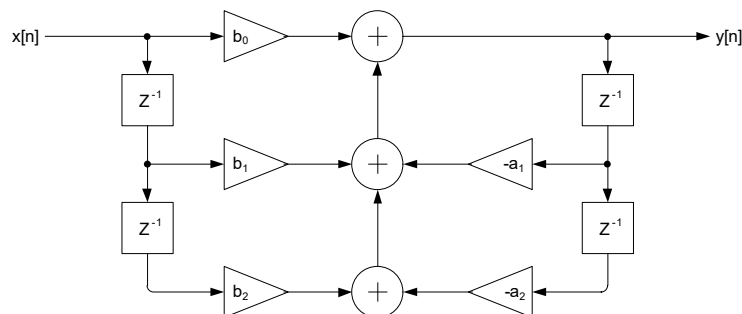 x[n] b₀ + y[n]
Z⁻¹ Z⁻¹
b₁ + -a₁
Z⁻¹ Z⁻¹
b₂ + -a₂